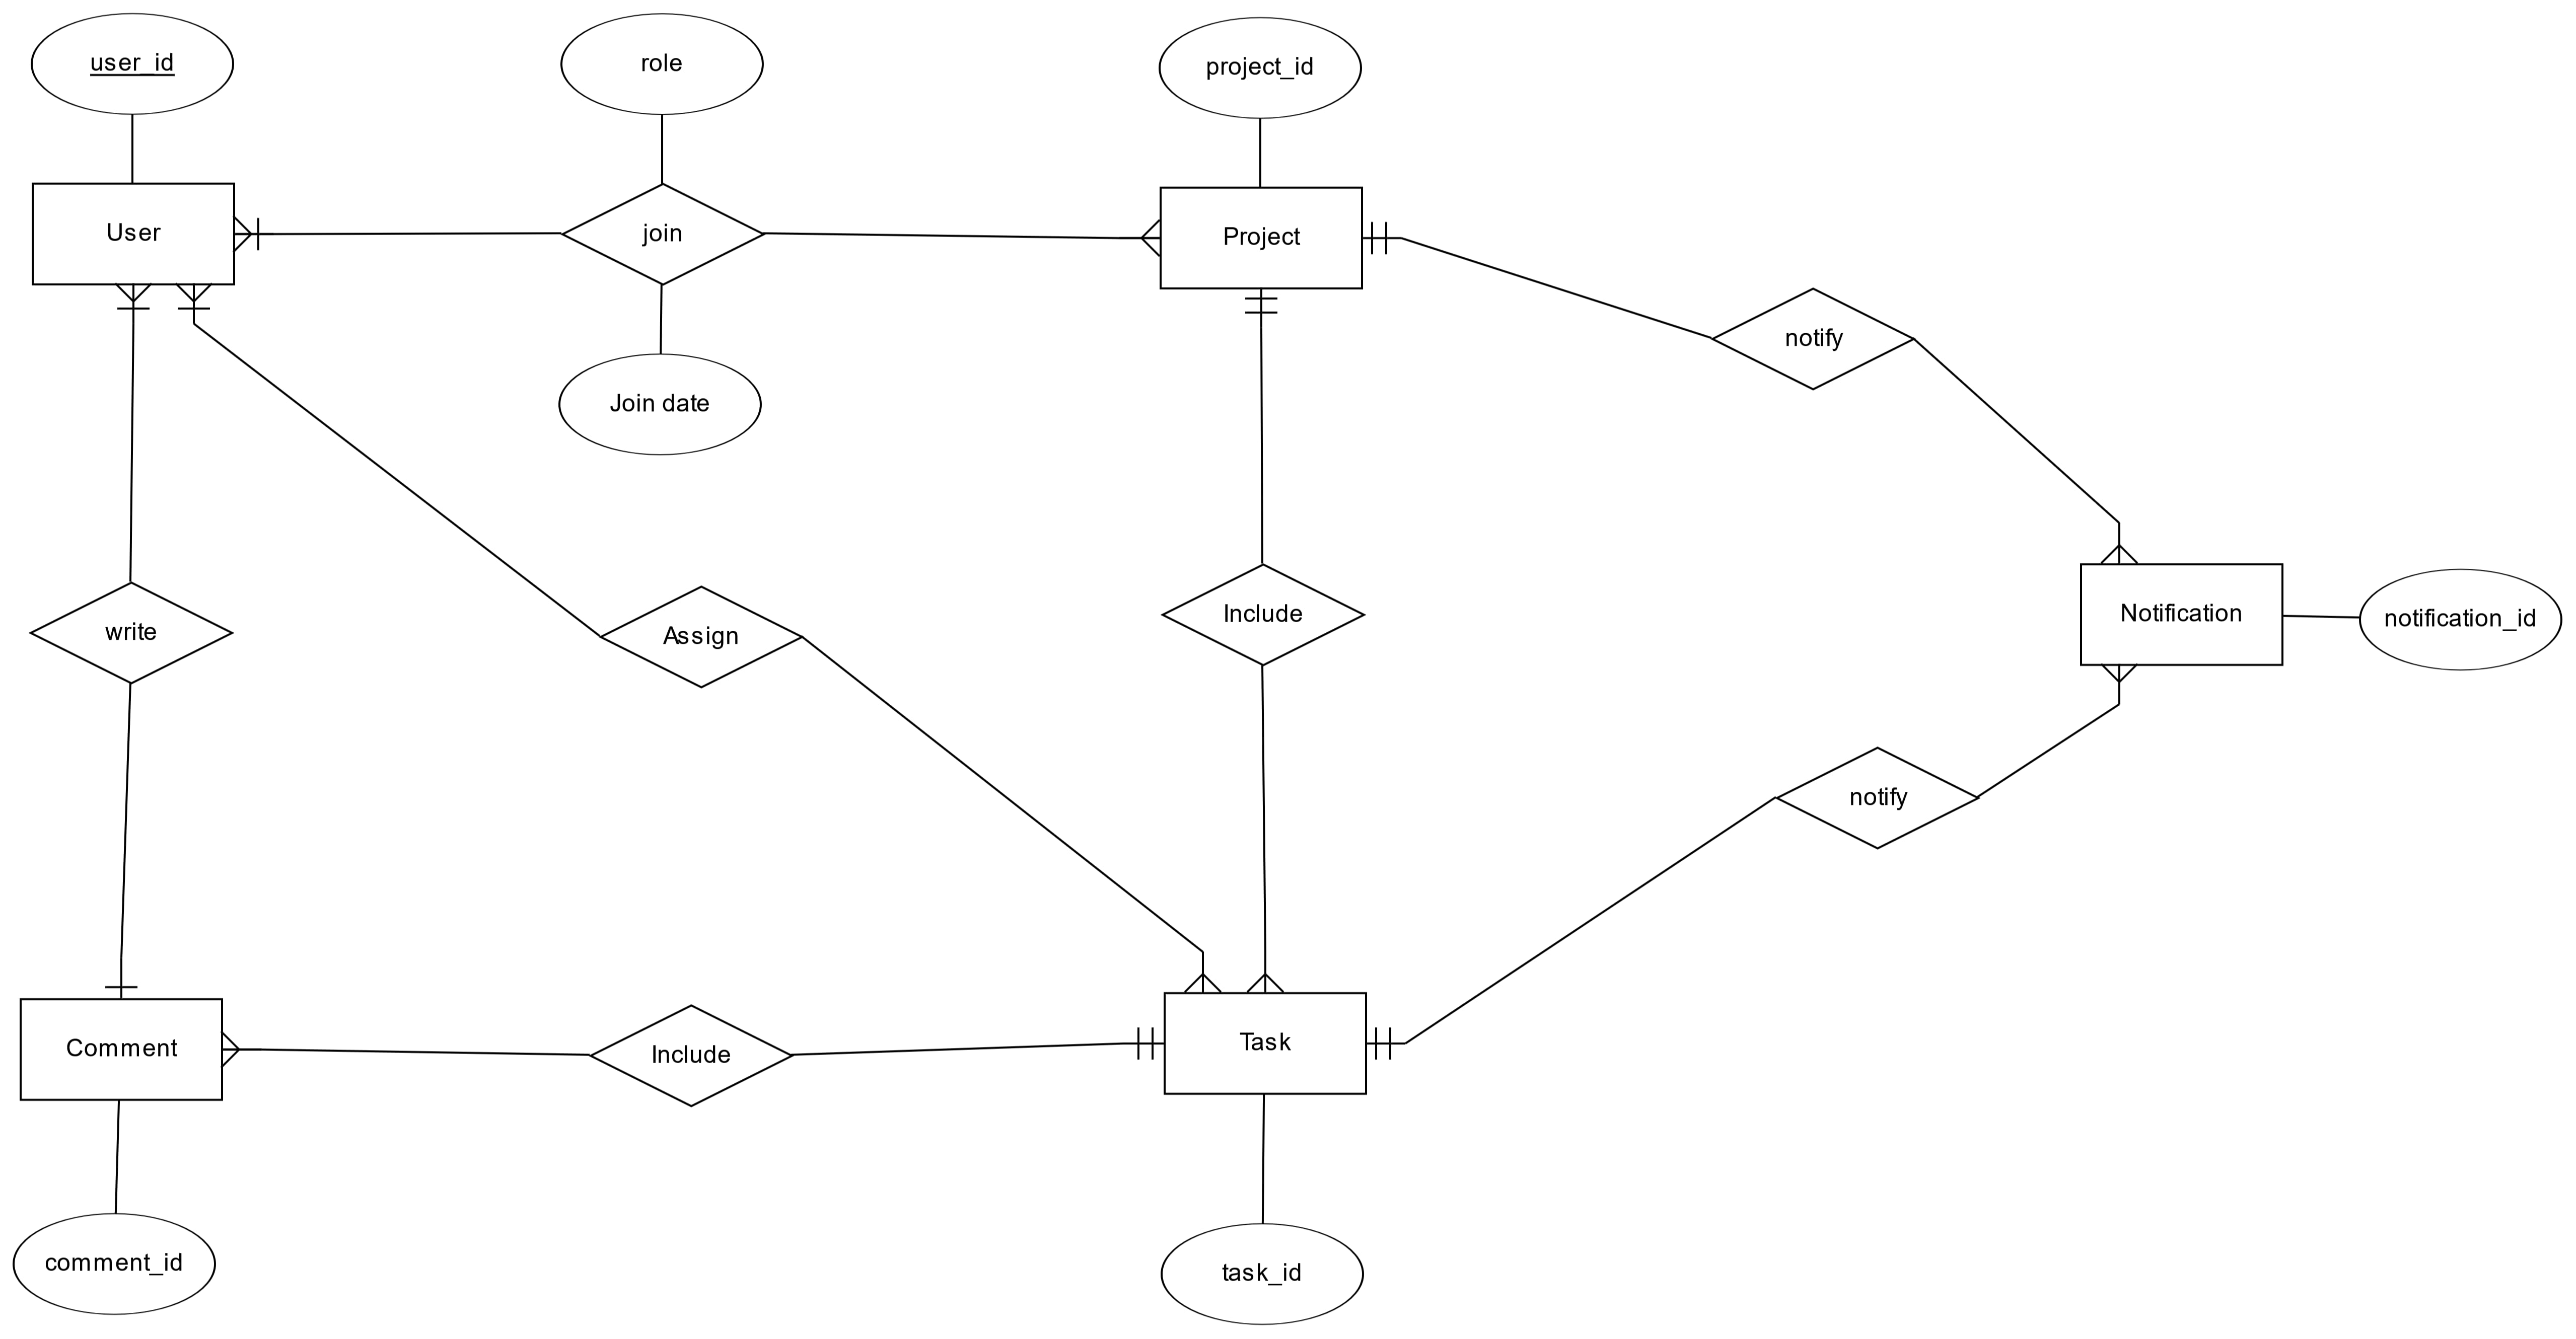 user_id
role
project_id
User
join
Project
notify
Join date
write
Assign
Include
Notification
notification_id
notify
Comment
Include
Task
comment_id
task_id